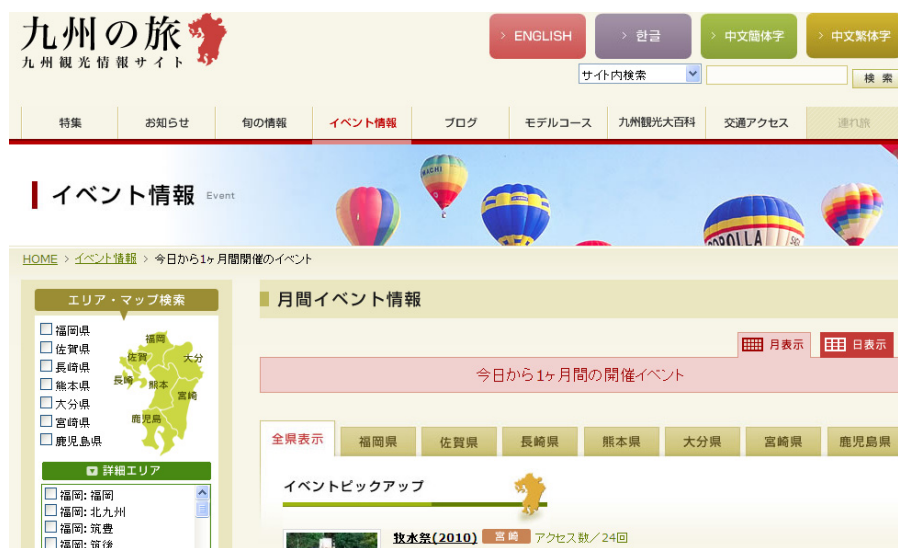 九州の旅
九州観光情報サイト
> ENGLISH
> 한글
> 中文簡体字
> 中文繁体字
サイト内検索
検 索
特集
お知らせ
旬の情報
イベント情報
ブログ
モデルコース
九州観光大百科
交通アクセス
連れ旅
イベント情報 Event
HOME > イベント情報 > 今日から1ヶ月間開催のイベント
エリア・マップ検索
福岡県
佐賀県
長崎県
熊本県
大分県
宮崎県
鹿児島県
福岡
佐賀
大分
長崎
熊本
宮崎
鹿児島
詳細エリア
福岡: 福岡
福岡: 北九州
福岡: 筑豊
福岡: 筑後
月間イベント情報
月表示
日表示
今日から1ヶ月間の開催イベント
全県表示
福岡県
佐賀県
長崎県
熊本県
大分県
宮崎県
鹿児島県
イベントピックアップ
牧水祭(2010) 宮崎 アクセス数/24回